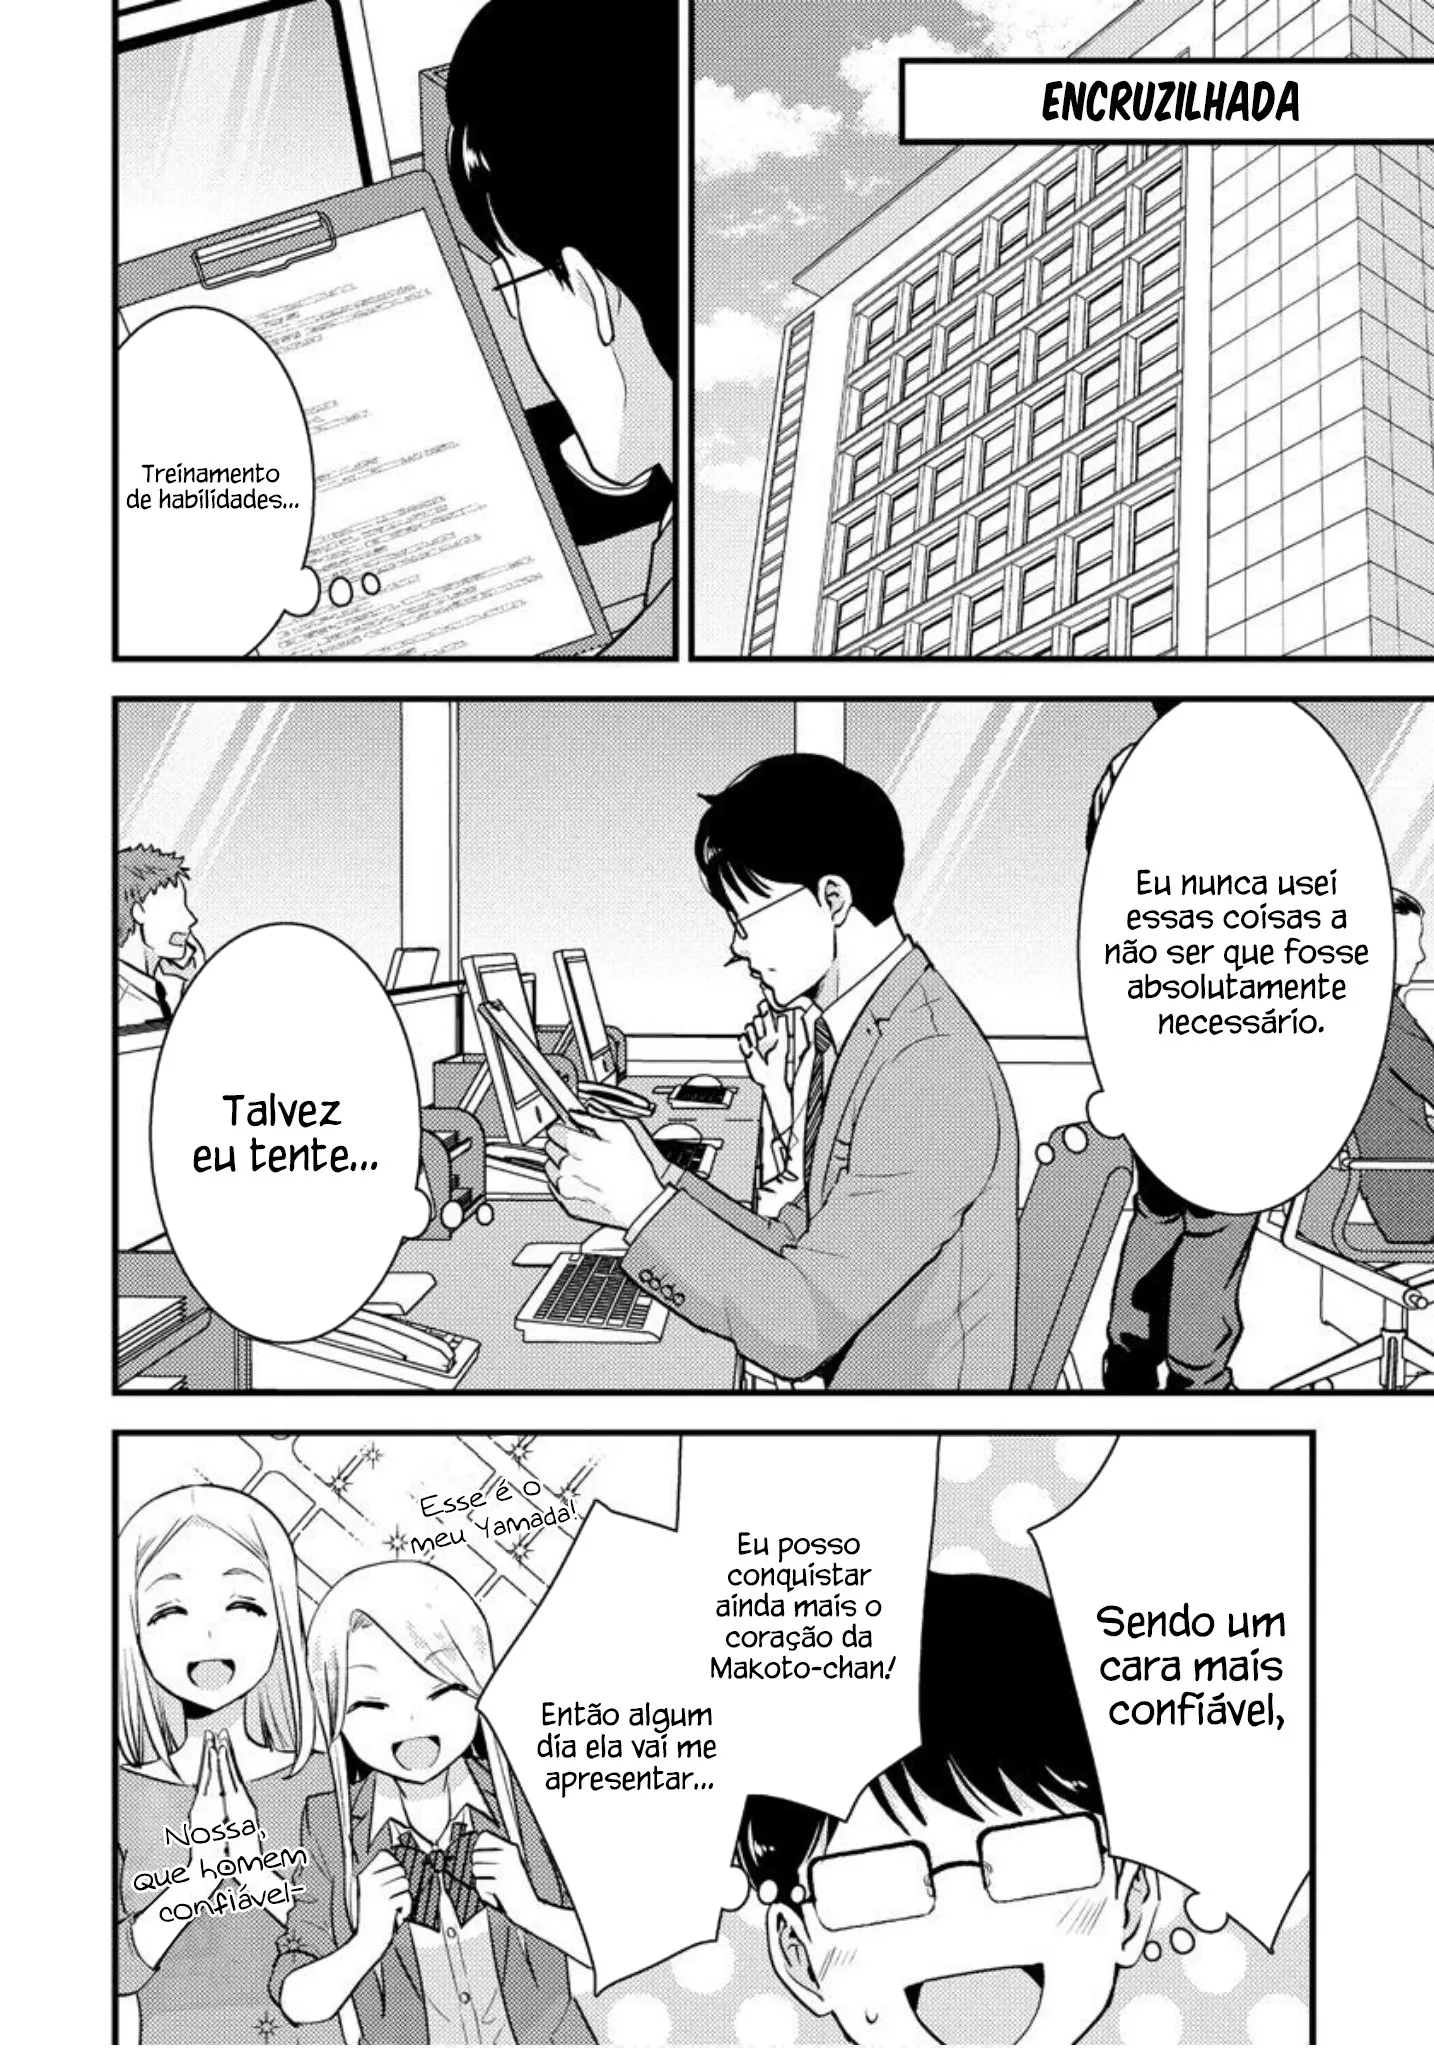 ENCRUZILHADA
Treinamento
de habilidades...
Eu nunca usei
essas coisas a
não ser que fosse
absolutamente
necessário.
Talvez
eu tente...
Sendo um
cara mais
confiável,
Eu posso
conquistar
ainda mais o
coração da
Makoto-chan!
Então algum
dia ela vai me
apresentar...
Esse é o
meu Yamada!
Nossa,
que homem
confiável-